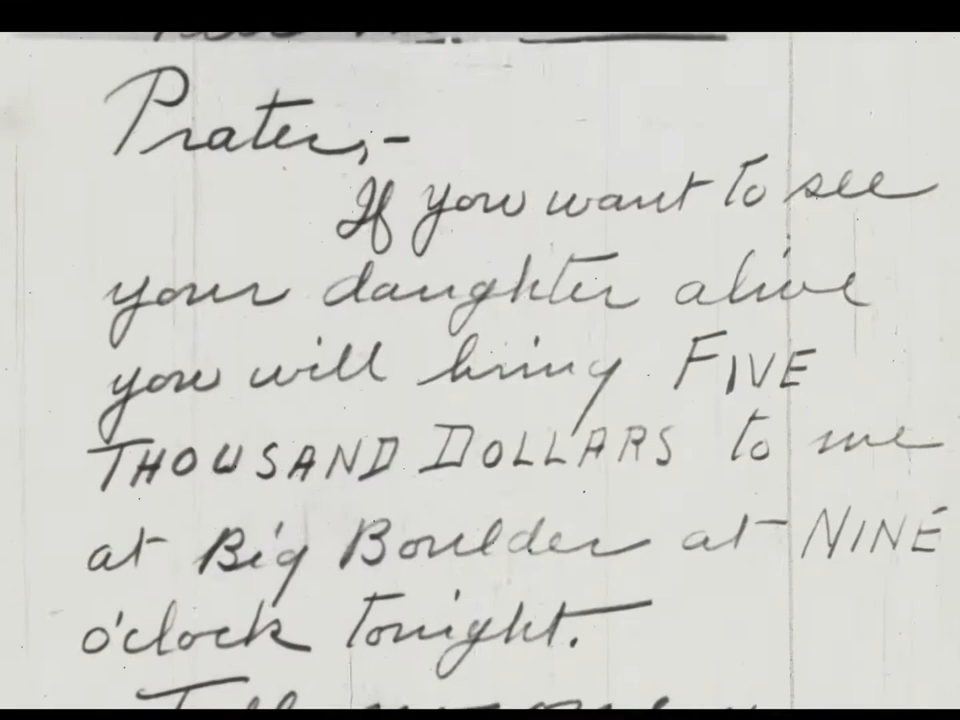 Prater,-
If you want to see
your daughter alive
you will bring FIVE
THOUSAND DOLLARS to me
at Big Boulder at NINE
o'clock tonight.